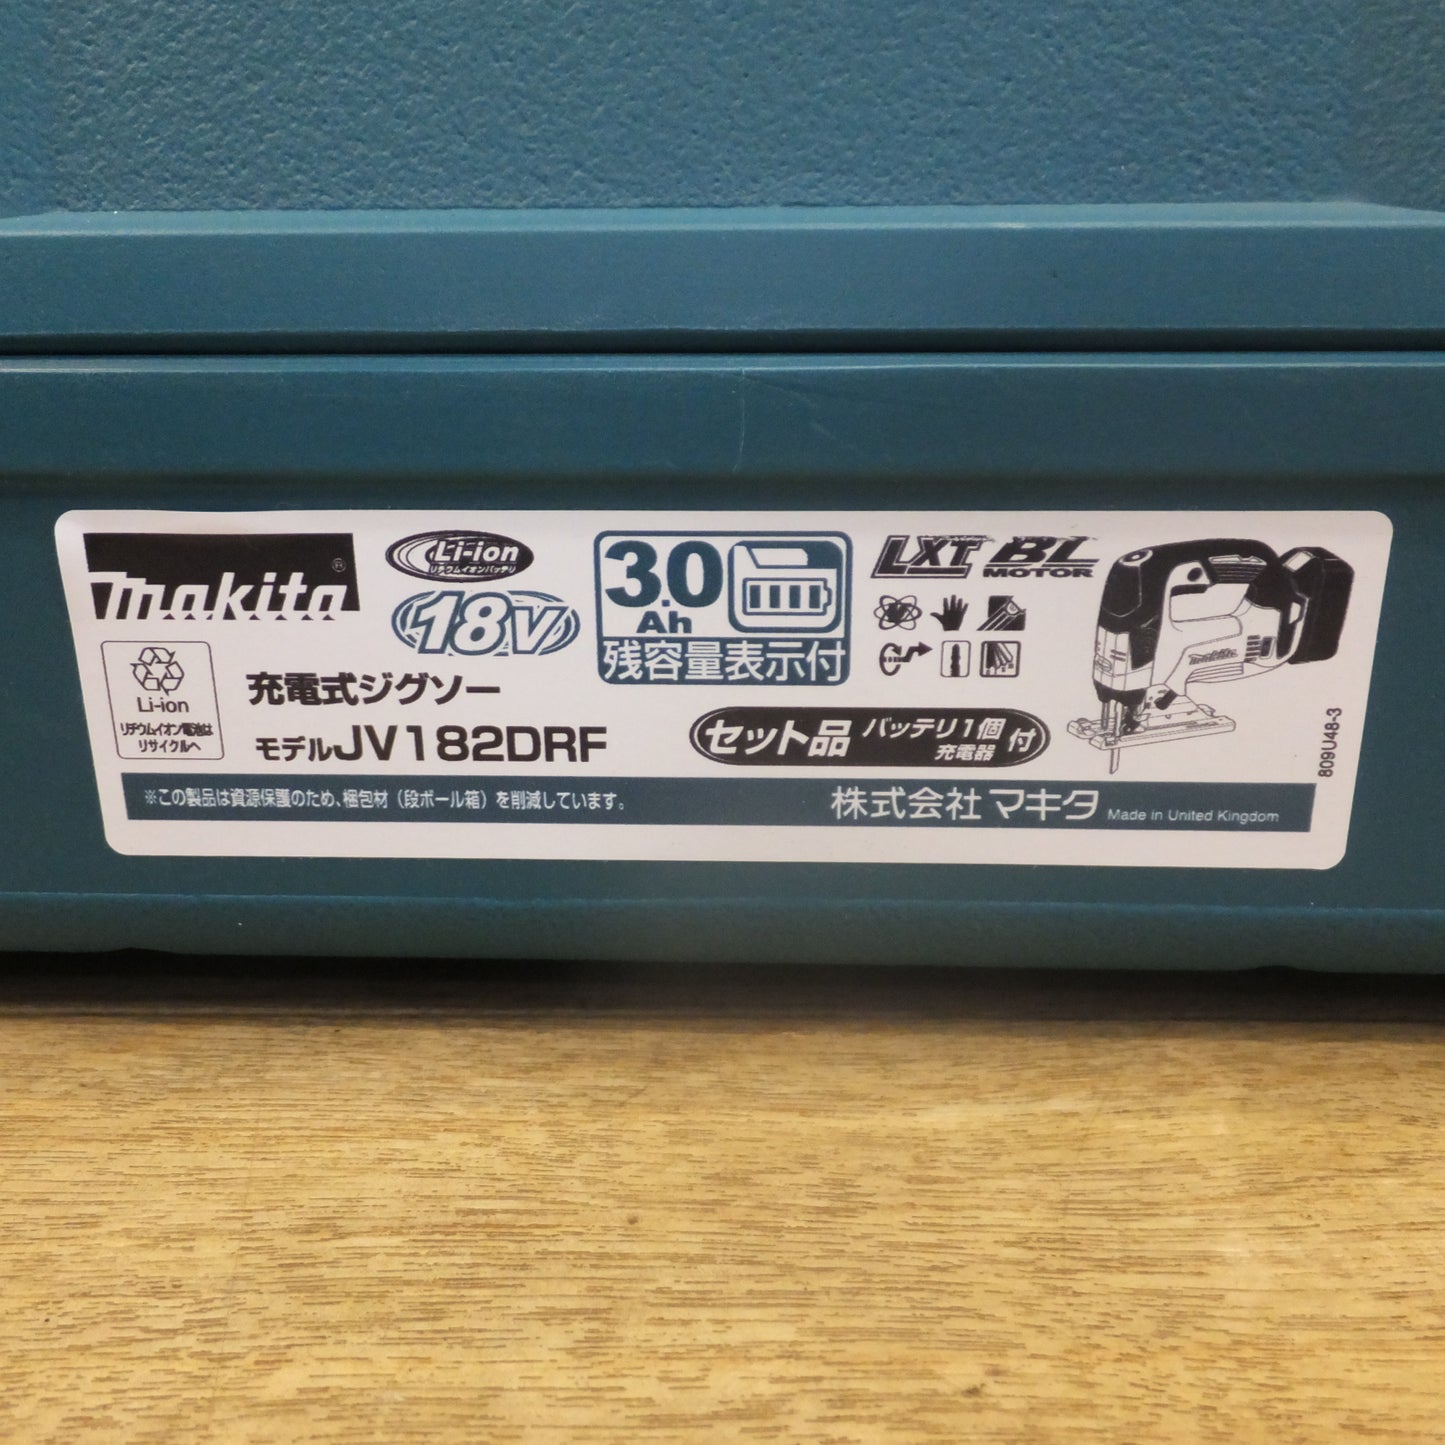 makita®
Li-ion
リチウムイオンバッテリ
18V
3.0
Ah
残容量表示付
LXT BL
MOTOR
Li-ion
リチウムイオン電池は
リサイクルへ
充電式ジグソー
モデルJV182DRF
セット品 バッテリ1個
充電器 付
makita
809U48-3
※この製品は資源保護のため、梱包材(段ボール箱)を削減しています。
株式会社 マキタ Made in United Kingdom